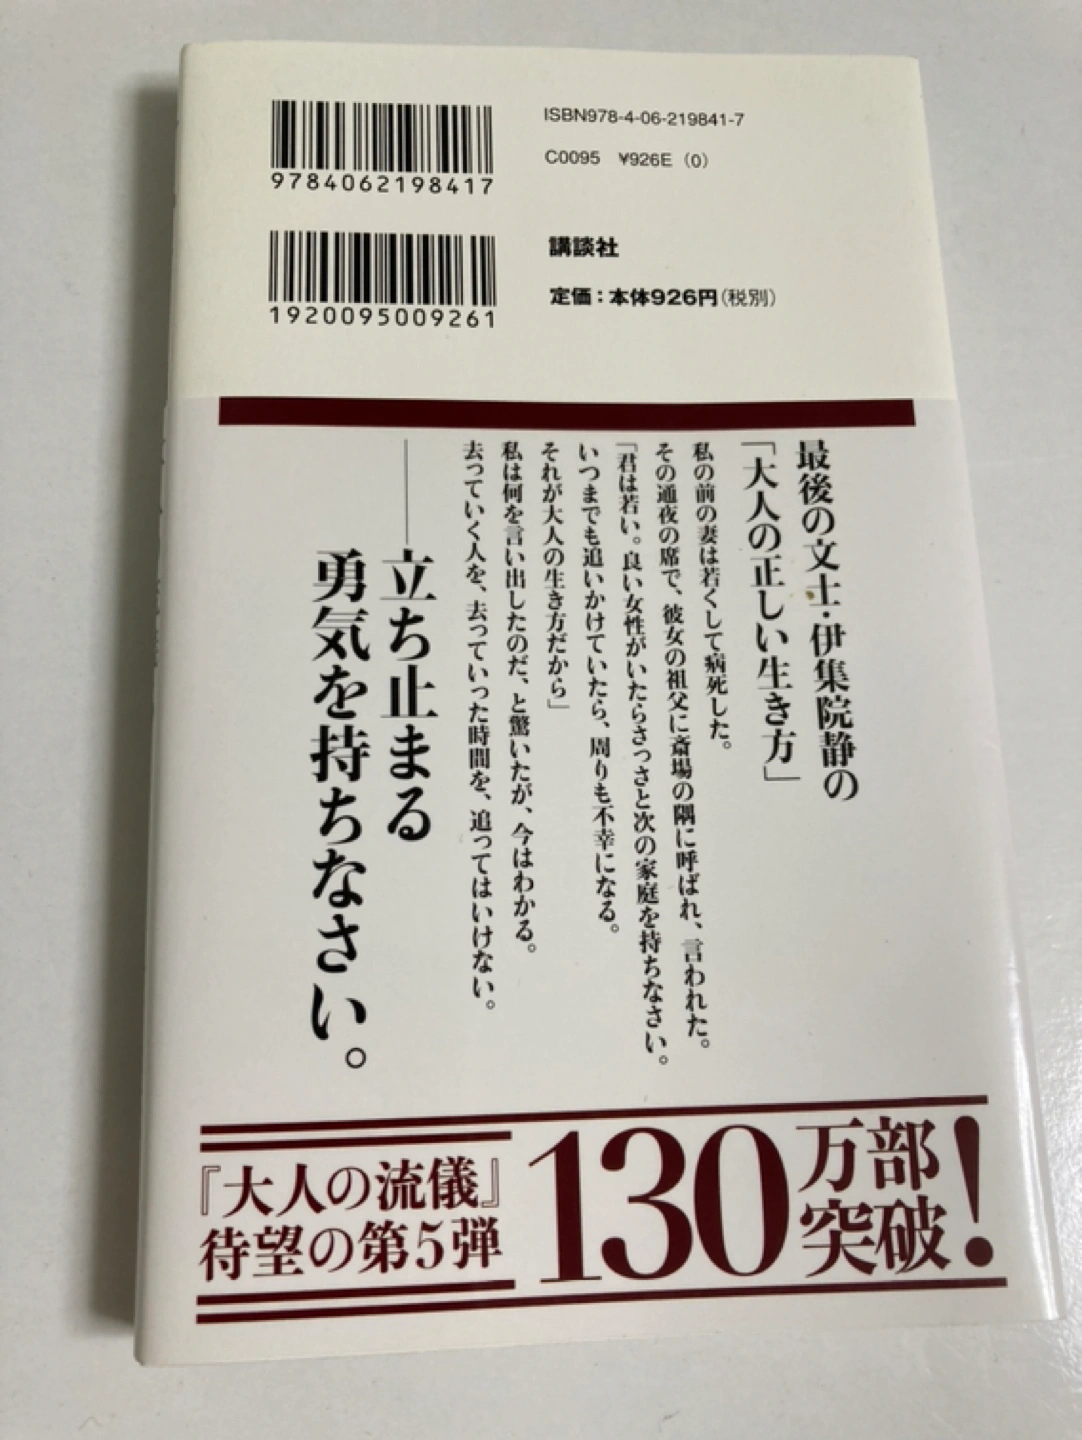 ISBN978-4-06-219841-7
C0095 ¥926E (0)
9784062198417
講談社
定価：本体926円（税別）
1920095009261
最後の文士・伊集院静の
「大人の正しい生き方」
私の前の妻は若くして病死した。
その通夜の席で、彼女の祖父に斎場の隅に呼ばれ、言われた。
「君は若い。良い女性がいたらさっさと次の家庭を持ちなさい。
いつまでも追いかけていたら、周りも不幸になる。
それが大人の生き方だから」
私は何を言い出したのだ、と驚いたが、今はわかる。
去っていく人を、去っていった時間を、追ってはいけない。
――立ち止まる
勇気を持ちなさい。
『大人の流儀』
待望の第5弾
130万部
突破！